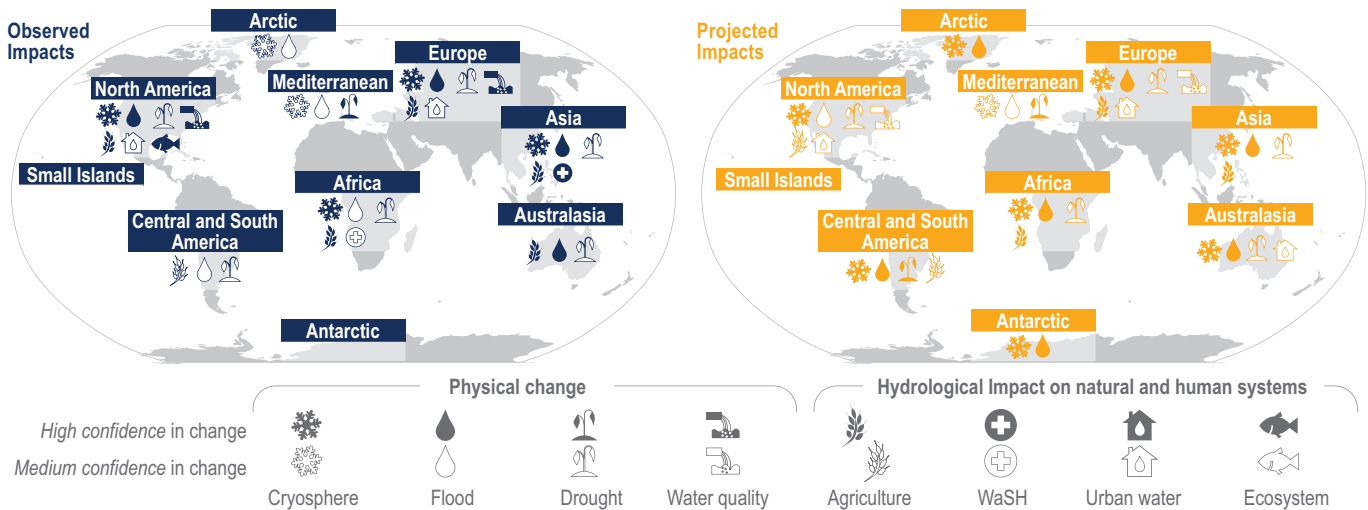 Observed
Impacts
Arctic
Europe
North America
Mediterranean
Asia
Small Islands
Africa
Central and South
America
Australasia
Antarctic
Projected
Impacts
Arctic
Europe
North America
Mediterranean
Asia
Small Islands
Africa
Central and South
America
Australasia
Antarctic
Physical change
Hydrological Impact on natural and human systems
High confidence in change
Medium confidence in change
Cryosphere
Flood
Drought
Water quality
Agriculture
WaSH
Urban water
Ecosystem